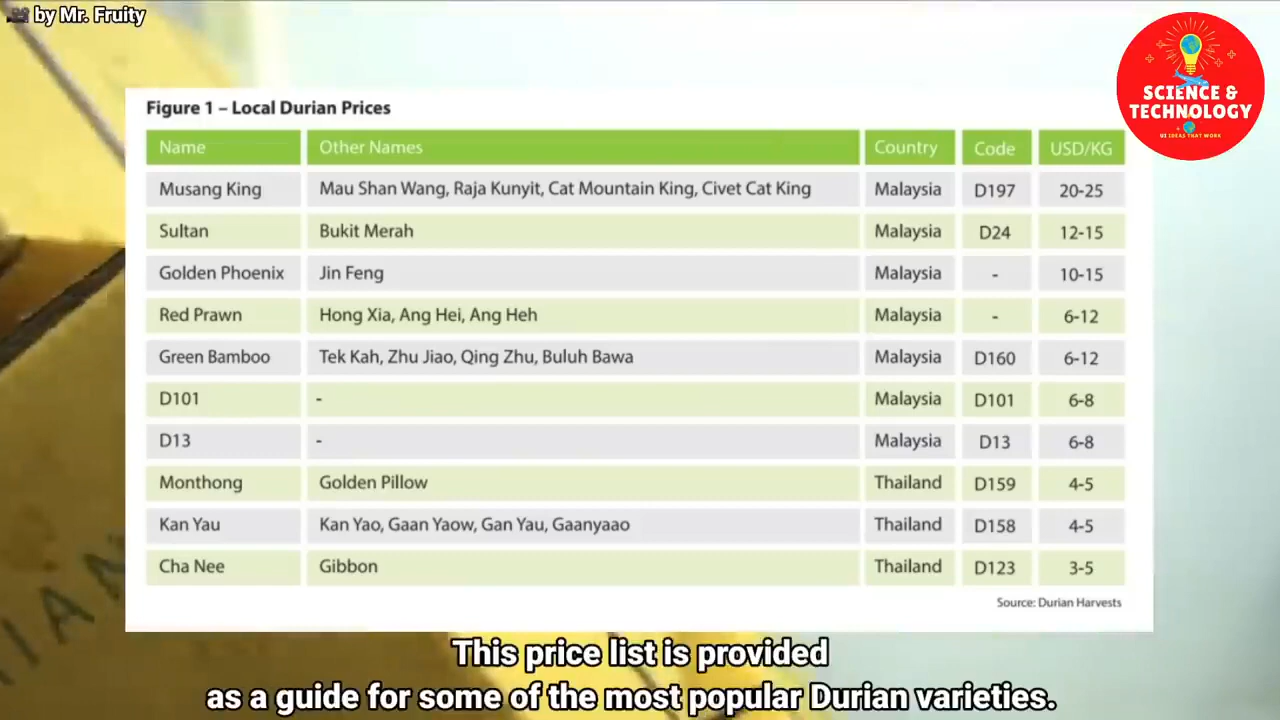 by Mr. Fruity
SCIENCE &
TECHNOLOGY
UI IDEAS THAT WORK
Figure 1 – Local Durian Prices
Name Other Names Country Code USD/KG
Musang King Mau Shan Wang, Raja Kunyit, Cat Mountain King, Civet Cat King Malaysia D197 20-25
Sultan Bukit Merah Malaysia D24 12-15
Golden Phoenix Jin Feng Malaysia - 10-15
Red Prawn Hong Xia, Ang Hei, Ang Heh Malaysia - 6-12
Green Bamboo Tek Kah, Zhu Jiao, Qing Zhu, Buluh Bawa Malaysia D160 6-12
D101 - Malaysia D101 6-8
D13 - Malaysia D13 6-8
Monthong Golden Pillow Thailand D159 4-5
Kan Yau Kan Yao, Gaan Yaow, Gan Yau, Gaanyaao Thailand D158 4-5
Cha Nee Gibbon Thailand D123 3-5
Source: Durian Harvests
This price list is provided
as a guide for some of the most popular Durian varieties.